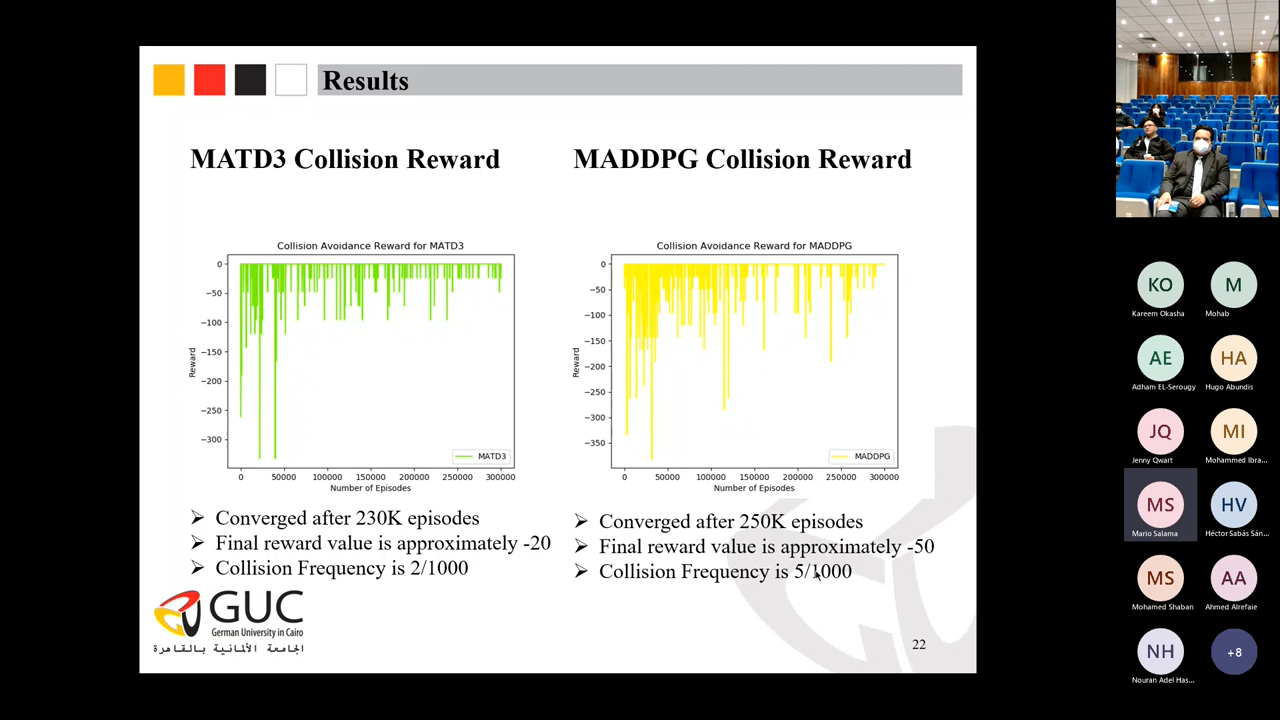 Results
MATD3 Collision Reward
MADDPG Collision Reward
Collision Avoidance Reward for MATD3
0
−50
−100
−150
−200
−250
−300
Reward
MATD3
0 50000 100000 150000 200000 250000 300000
Number of Episodes
Collision Avoidance Reward for MADDPG
0
−50
−100
−150
−200
−250
−300
−350
Reward
MADDPG
0 50000 100000 150000 200000 250000 300000
Number of Episodes
➢ Converged after 230K episodes
➢ Final reward value is approximately -20
➢ Collision Frequency is 2/1000
➢ Converged after 250K episodes
➢ Final reward value is approximately -50
➢ Collision Frequency is 5/1000
GUC
German University in Cairo
الجامعة الألمانية بالقاهرة
22
KO
Kareem Okasha
M
Mohab
AE
Adham EL-Serougy
HA
Hugo Abundis
JQ
Jenny Qwart
MI
Mohammed Ibra...
MS
Mario Salama
HV
Héctor Sabás Sán...
MS
Mohamed Shaban
AA
Ahmed Alrefaie
NH
Nouran Adel Has...
+8